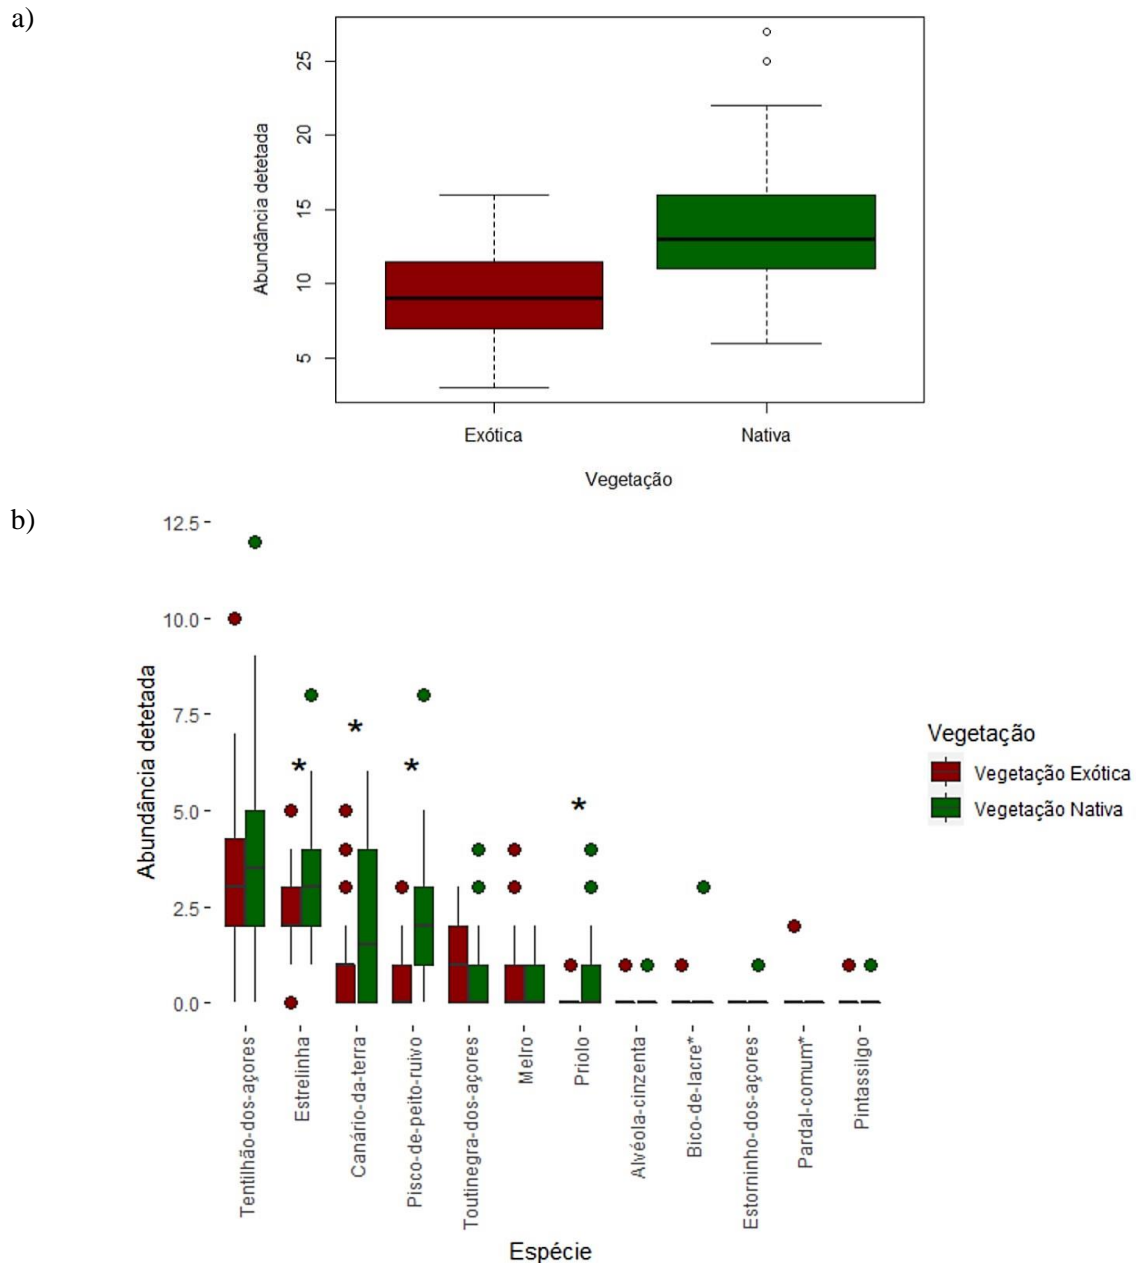 a)
25
20
15
10
5
Abundância detetada
Exótica
Nativa
Vegetação
b)
12.5
10.0
7.5
5.0
2.5
0.0
Abundância detetada
*
*
*
*
Vegetação
Vegetação Exótica
Vegetação Nativa
Tentilhão-dos-açores
Estrelinha
Canário-da-terra
Pisco-de-peito-ruivo
Toutinegra-dos-açores
Melro
Priolo
Alvéola-cinzenta
Bico-de-lacre*
Estorninho-dos-açores
Pardal-comum*
Pintassilgo
Espécie